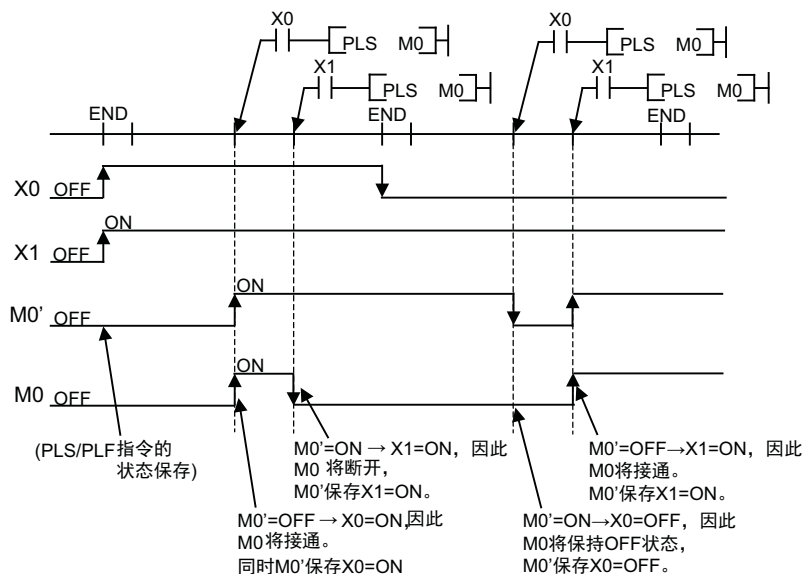 X0
PLS M0
X1
PLS M0
X0
PLS M0
X1
PLS M0
END
END
END
X0 OFF
ON
X1 OFF
ON
M0' OFF
ON
M0 OFF
(PLS/PLF指令的
状态保存)
M0'=ON → X1=ON，因此
M0 将断开，
M0'保存X1=ON。
M0'=OFF → X0=ON,因此
M0将接通。
同时M0'保存X0=ON
M0'=OFF→X1=ON，因此
M0将接通。
M0'保存X1=ON。
M0'=ON→X0=OFF，因此
M0将保持OFF状态，
M0'保存X0=OFF。